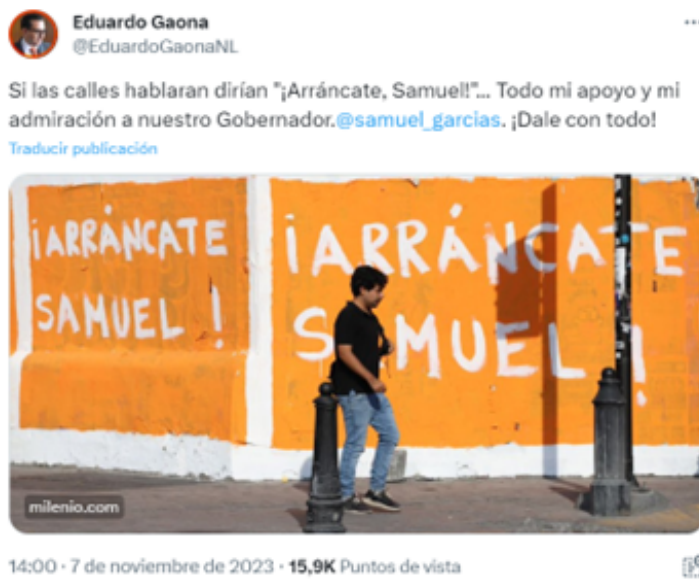 Eduardo Gaona
@EduardoGaonaNL
Si las calles hablaran dirían "¡Arráncate, Samuel!"... Todo mi apoyo y mi
admiración a nuestro Gobernador.@samuel_garcias. ¡Dale con todo!
Traducir publicación
¡ARRÁNCATE
SAMUEL !
¡ARRÁNCATE
S MUEL !
milenio.com
14:00 · 7 de noviembre de 2023 · 15,9K Puntos de vista